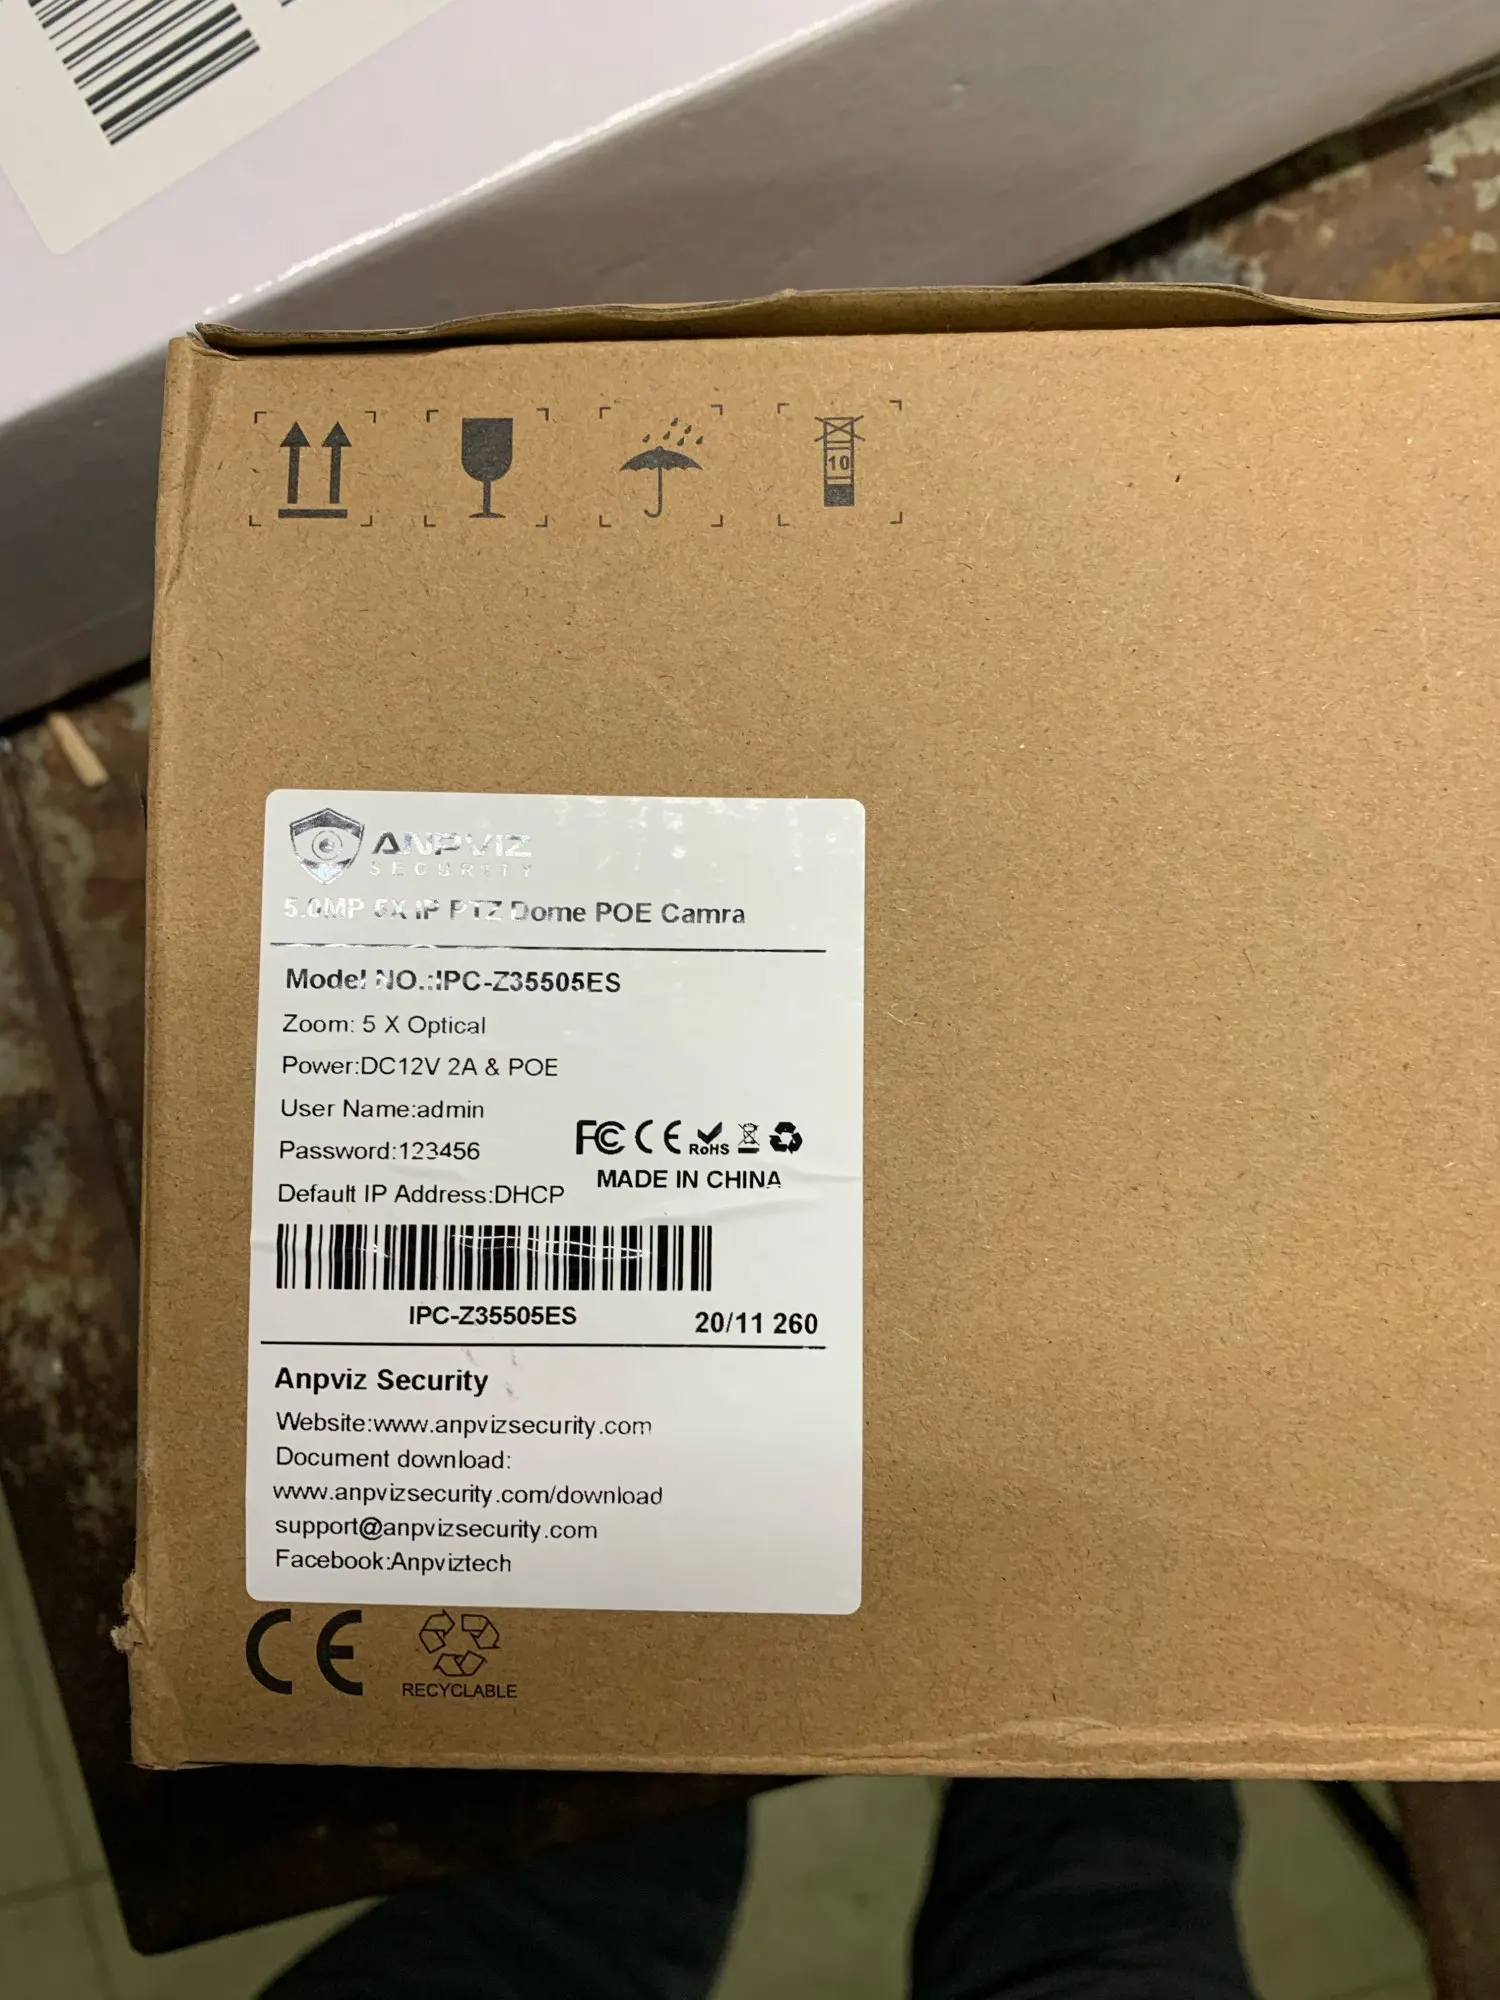 10
ANPVIZ
SECURITY
5.0MP 5X IP PTZ Dome POE Camra
Model NO.:IPC-Z35505ES
Zoom: 5 X Optical
Power:DC12V 2A & POE
User Name:admin
Password:123456
Default IP Address:DHCP
FC CE RoHS
MADE IN CHINA
IPC-Z35505ES
20/11 260
Anpviz Security
Website:www.anpvizsecurity.com
Document download:
www.anpvizsecurity.com/download
support@anpvizsecurity.com
Facebook:Anpviztech
CE
RECYCLABLE